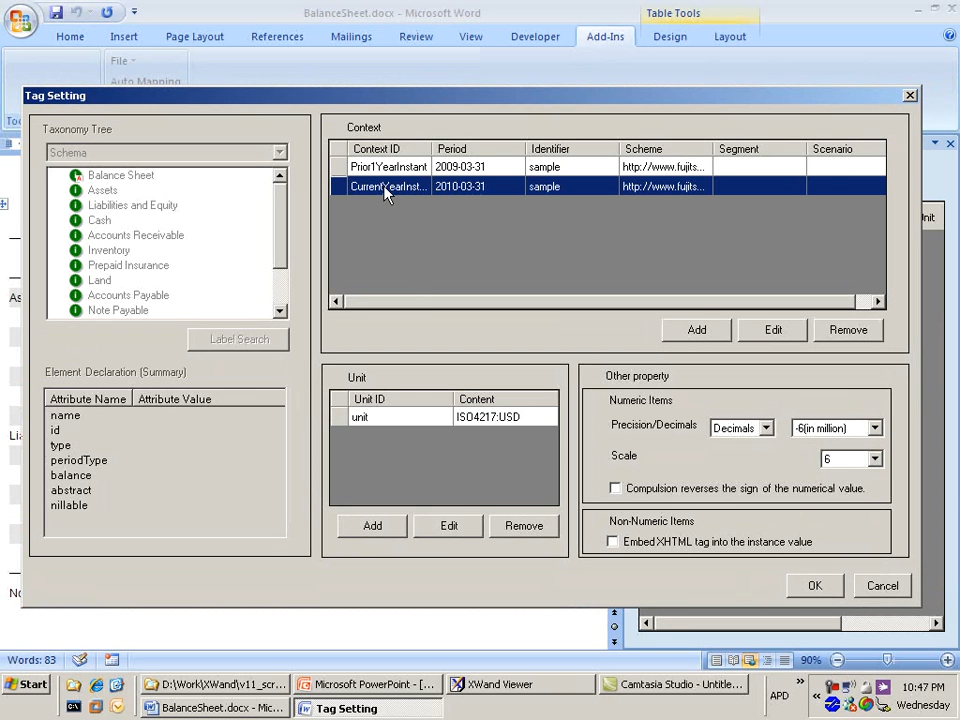 BalanceSheet.docx - Microsoft Word
Table Tools
Home Insert Page Layout References Mailings Review View Developer Add-Ins Design Layout
File
Auto Mapping
Tag Setting
Taxonomy Tree
Schema
Balance Sheet
Assets
Liabilities and Equity
Cash
Accounts Receivable
Inventory
Prepaid Insurance
Land
Accounts Payable
Note Payable
Label Search
Element Declaration (Summary)
Attribute Name Attribute Value
name
id
type
periodType
balance
abstract
nillable
Context
Context ID Period Identifier Scheme Segment Scenario
Prior1YearInstant 2009-03-31 sample http://www.fujits...
CurrentYearInst... 2010-03-31 sample http://www.fujits...
Add Edit Remove
Unit
Unit ID Content
unit ISO4217:USD
Add Edit Remove
Other property
Numeric Items
Precision/Decimals Decimals -6(in million)
Scale 6
Compulsion reverses the sign of the numerical value.
Non-Numeric Items
Embed XHTML tag into the instance value
OK Cancel
Words: 83 90%
Start D:\Work\XWand\v11_scr... Microsoft PowerPoint - [... XWand Viewer Camtasia Studio - Untitle... APD 10:47 PM
BalanceSheet.docx - Mic... Tag Setting Wednesday